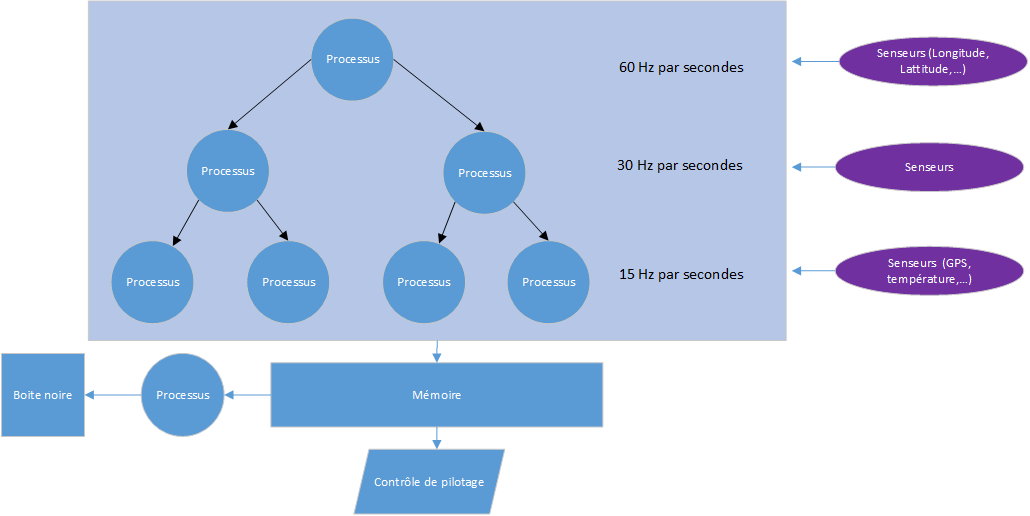 Processus
60 Hz par secondes
Senseurs (Longitude,
Lattitude,...)
Processus
Processus
30 Hz par secondes
Senseurs
Processus
Processus
Processus
Processus
15 Hz par secondes
Senseurs (GPS,
température,...)
Boite noire
Processus
Mémoire
Contrôle de pilotage